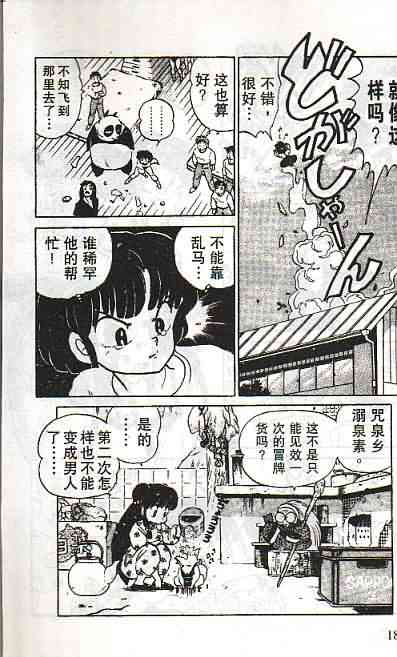 就像这
样吗？
不错，
很好…
どがしゃーん
这也算
好？
不知飞到
那里去了…
不能靠
乱马…
谁稀罕
他的帮
忙！
咒泉乡
溺泉素。
这不是只
能见效一
次的冒牌
货吗？
是的
……
第二次怎
样也不能
变成男人
了……
SAPPO
18